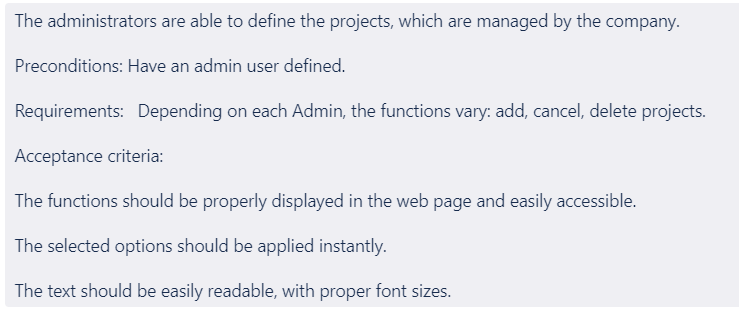 The administrators are able to define the projects, which are managed by the company.
Preconditions: Have an admin user defined.
Requirements:   Depending on each Admin, the functions vary: add, cancel, delete projects.
Acceptance criteria:
The functions should be properly displayed in the web page and easily accessible.
The selected options should be applied instantly.
The text should be easily readable, with proper font sizes.